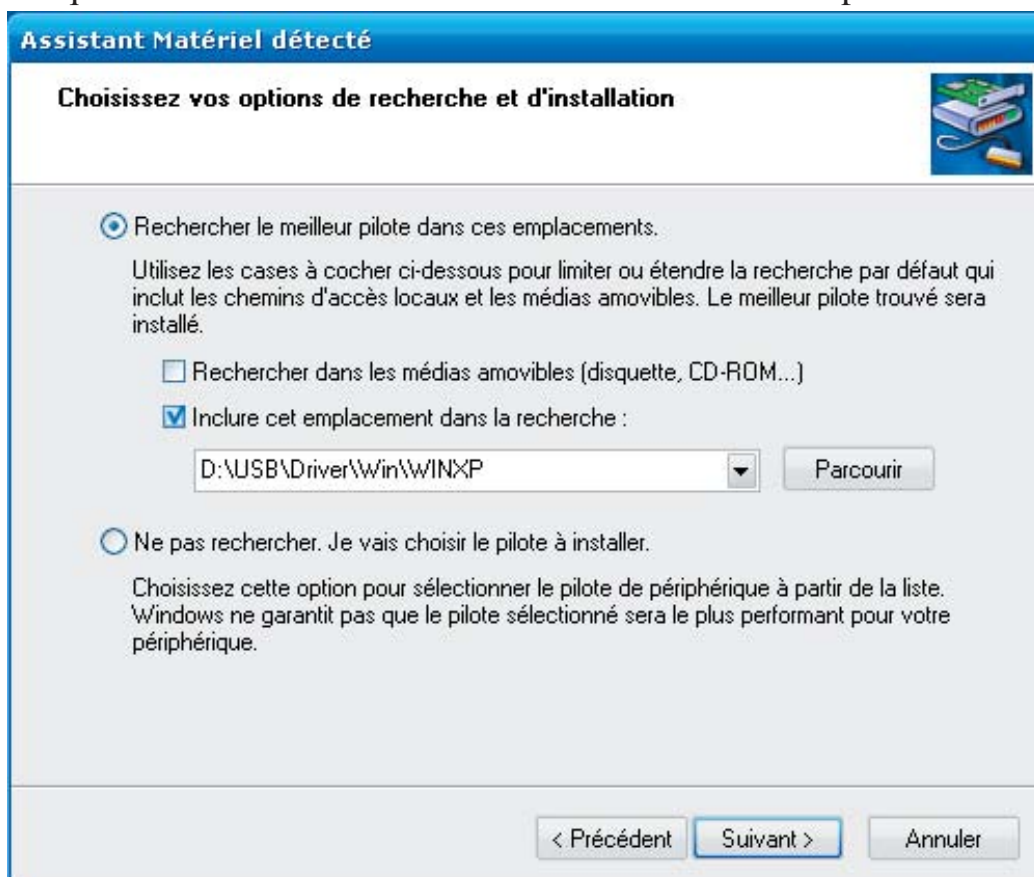 Assistant Matériel détecté
Choisissez vos options de recherche et d'installation
Rechercher le meilleur pilote dans ces emplacements.
Utilisez les cases à cocher ci-dessous pour limiter ou étendre la recherche par défaut qui
inclut les chemins d'accès locaux et les médias amovibles. Le meilleur pilote trouvé sera
installé.
Rechercher dans les médias amovibles (disquette, CD-ROM...)
Inclure cet emplacement dans la recherche :
D:\USB\Driver\Win\WINXP
Parcourir
Ne pas rechercher. Je vais choisir le pilote à installer.
Choisissez cette option pour sélectionner le pilote de périphérique à partir de la liste.
Windows ne garantit pas que le pilote sélectionné sera le plus performant pour votre
périphérique.
< Précédent Suivant > Annuler